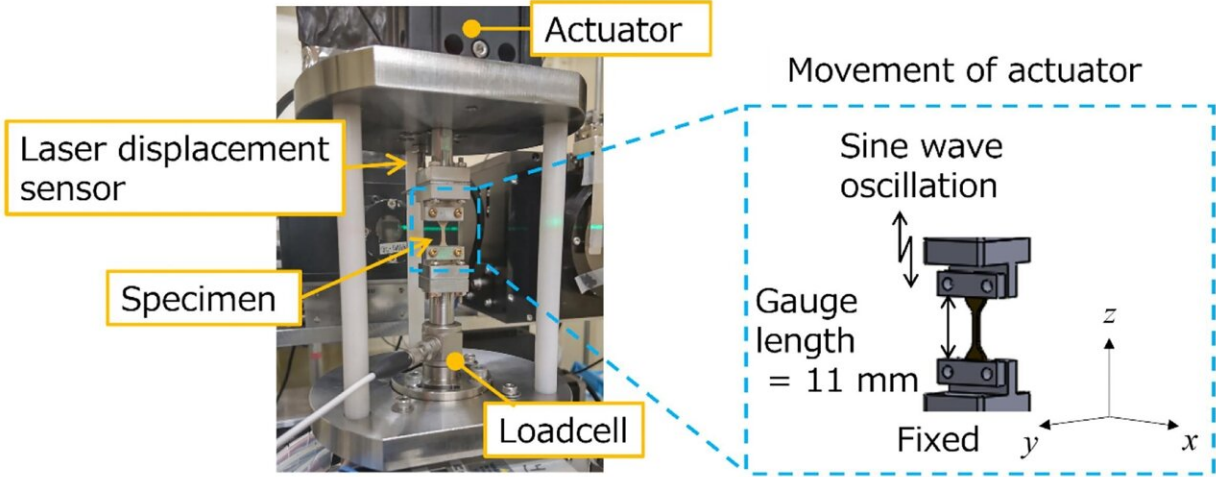 Actuator
Laser displacement
sensor
Specimen
Loadcell
Movement of actuator
Sine wave
oscillation
Gauge
length
= 11 mm
Fixed
z
y
x